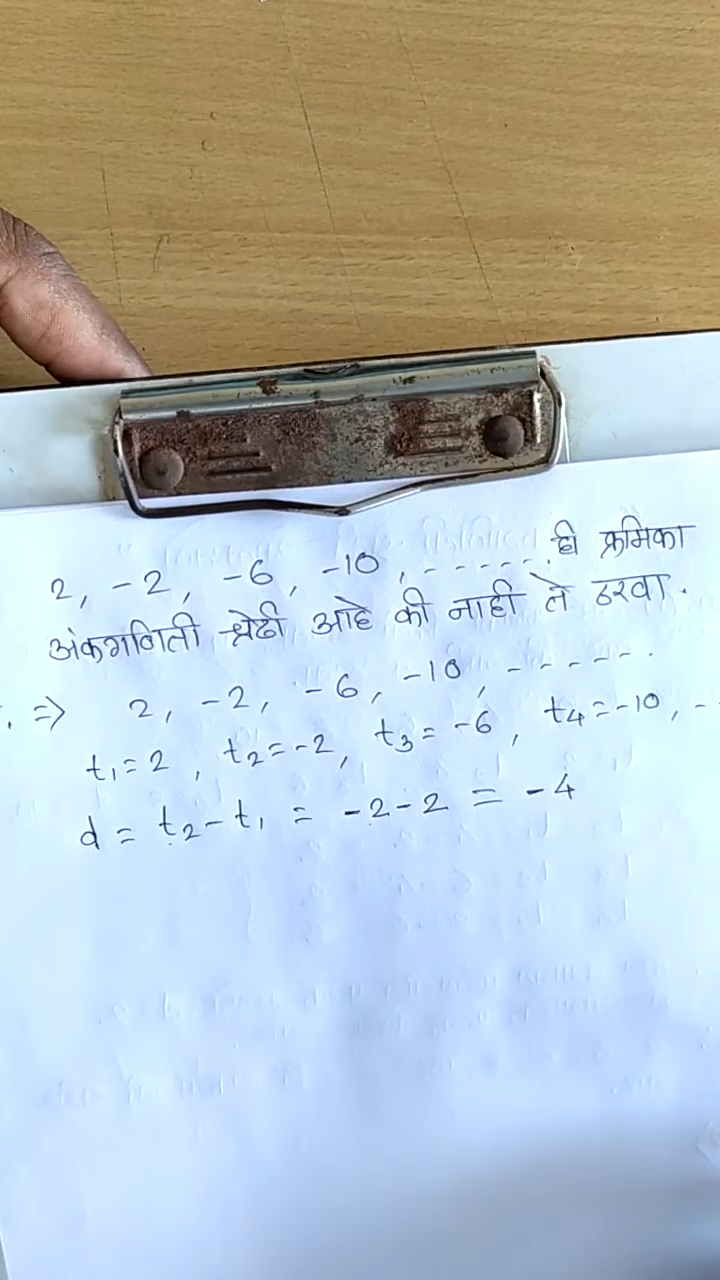 2, -2, -6, -10, ------. ही क्रमिका
अंकगणिती श्रेढी आहे की नाही ते ठरवा.
. => 2, -2, -6, -10, ------.
t₁=2, t₂=-2, t₃=-6, t₄=-10, --
d = t₂-t₁ = -2-2 = -4